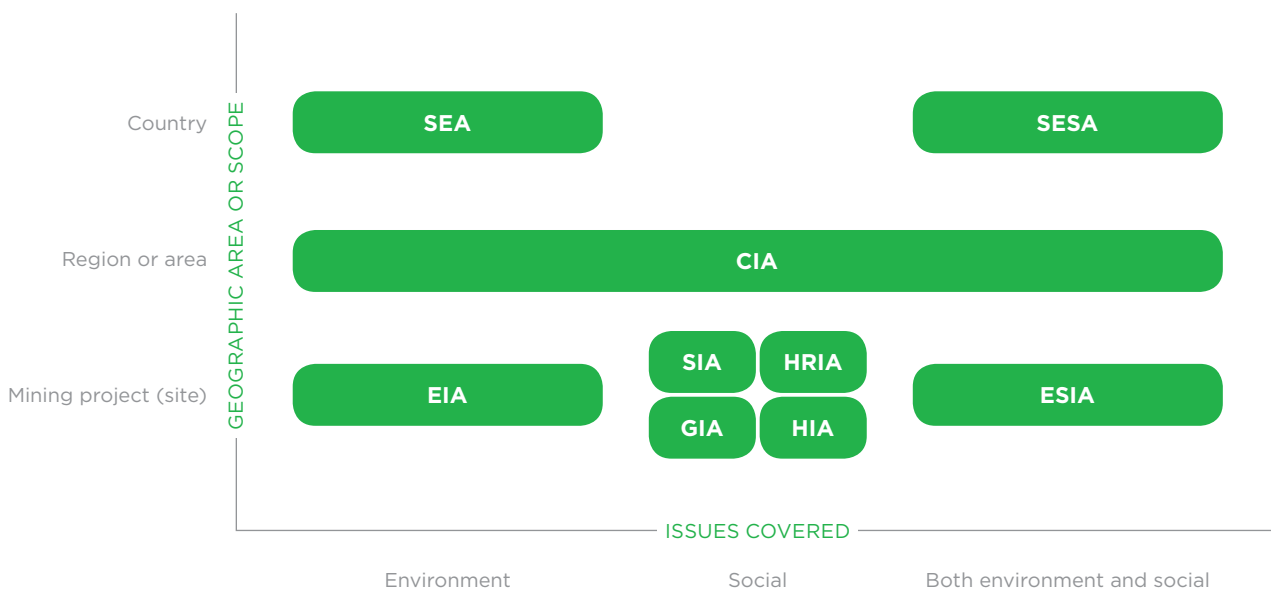 GEOGRAPHIC AREA OR SCOPE
Country
SEA
SESA
Region or area
CIA
Mining project (site)
EIA
SIA
HRIA
GIA
HIA
ESIA
ISSUES COVERED
Environment
Social
Both environment and social